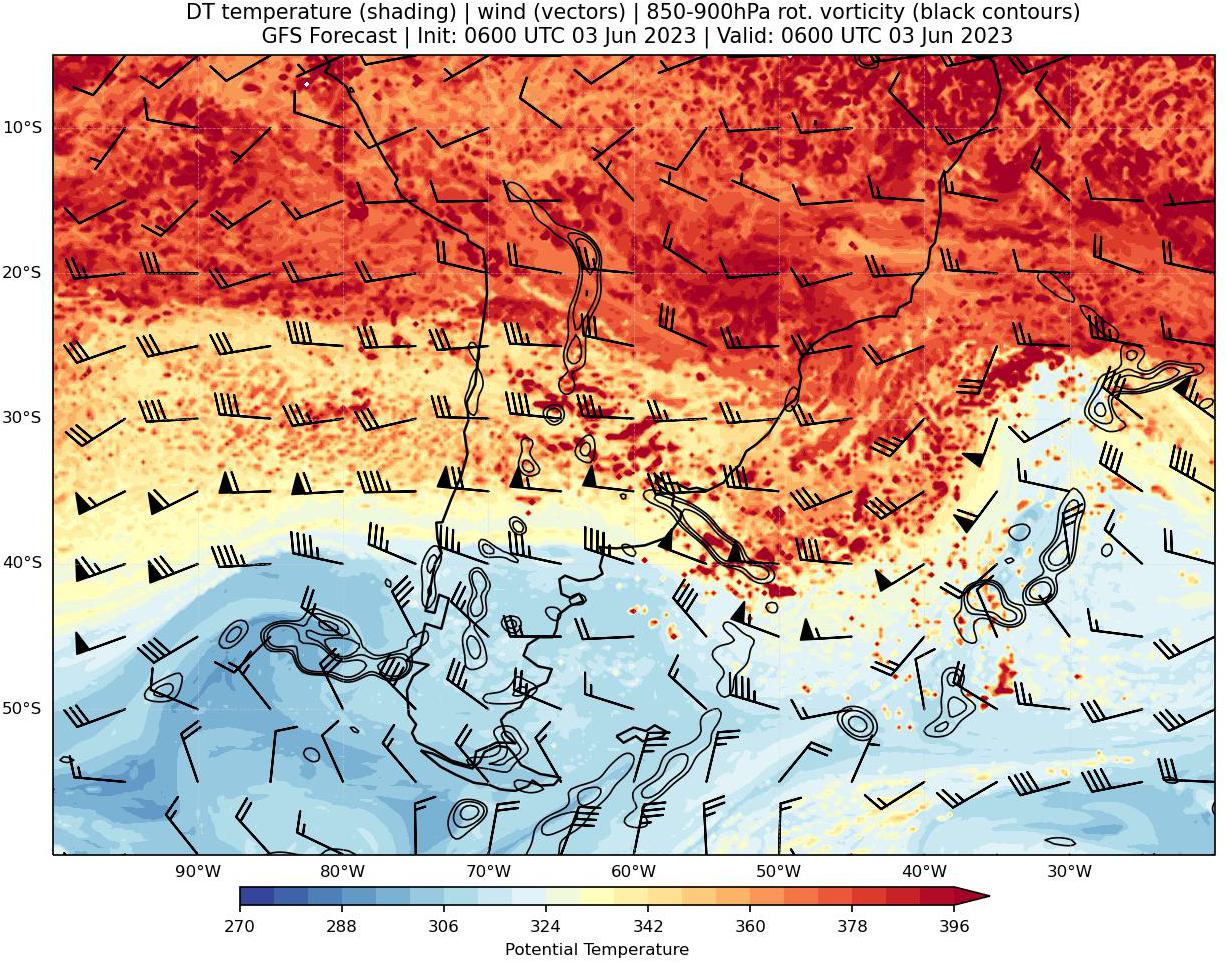 DT temperature (shading) | wind (vectors) | 850-900hPa rot. vorticity (black contours)
GFS Forecast | Init: 0600 UTC 03 Jun 2023 | Valid: 0600 UTC 03 Jun 2023
10°S
20°S
30°S
40°S
50°S
90°W 80°W 70°W 60°W 50°W 40°W 30°W
270 288 306 324 342 360 378 396
Potential Temperature